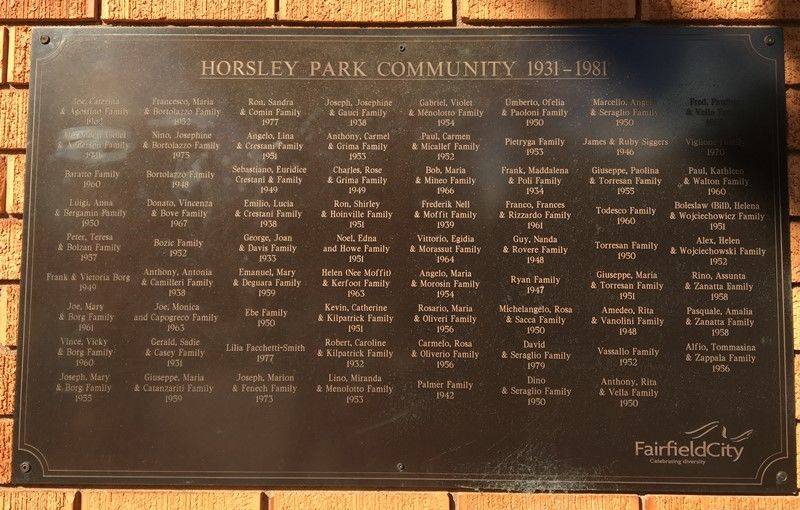 HORSLEY PARK COMMUNITY 1931-1981
Joe, Caterina
& Agostino Family
& Anderson Family
Baratto Family
1960
Luigi, Anna
& Bergamin Family
1950
Peter, Teresa
& Bolzan Family
1957
Frank & Victoria Borg
1949
Joe, Mary
& Borg Family
1961
Vince, Vicky
& Borg Family
1960
Joseph, Mary
& Borg Family
1955
Francesco, Maria
& Bortolazzo Family
1952
Nino, Josephine
& Bortolazzo Family
1975
Bortolazzo Family
1948
Donato, Vincenza
& Bove Family
1967
Bozic Family
1952
Anthony, Antonia
& Camilleri Family
1938
Joe, Monica
and Capogreco Family
1963
Gerald, Sadie
& Casey Family
1931
Giuseppe, Maria
& Catanzariti Family
1959
Ron, Sandra
& Comin Family
1977
Angelo, Lina
& Crestani Family
1951
Sebastiano, Euridice
Crestani & Family
1949
Emilio, Lucia
& Crestani Family
1938
George, Joan
& Davis Family
1933
Emanuel, Mary
& Deguara Family
1959
Ebe Family
1950
Lilia Facchetti-Smith
1977
Joseph, Marion
& Fenech Family
1973
Joseph, Josephine
& Gauci Family
1938
Anthony, Carmel
& Grima Family
1953
Charles, Rose
& Grima Family
1949
Ron, Shirley
& Hoinville Family
1951
Noel, Edna
and Howe Family
1951
Helen (Nee Moffit)
& Kerfoot Family
1963
Kevin, Catherine
& Kilpatrick Family
1951
Robert, Caroline
& Kilpatrick Family
1932
Lino, Miranda
& Menolotto Family
1953
Gabriel, Violet
& Menolotto Family
1954
Paul, Carmen
& Micallef Family
1952
Bob, Maria
& Mineo Family
1966
Frederik Nell
& Moffit Family
1939
Vittorio, Egidia
& Morassut Family
1964
Angelo, Maria
& Morosin Family
1954
Rosario, Maria
& Oliveri Family
1956
Carmelo, Rosa
& Oliverio Family
1956
Palmer Family
1942
Umberto, Ofelia
& Paoloni Family
1950
Pietryga Family
1953
Frank, Maddalena
& Poli Family
1934
Franco, Frances
& Rizzardo Family
1961
Guy, Nanda
& Rovere Family
1948
Ryan Family
1947
Michelangelo, Rosa
& Sacca Family
1950
David
& Seraglio Family
1979
Dino
& Seraglio Family
1950
Marcello,
& Seraglio Family
1950
James & Ruby Siggers
1946
Giuseppe, Paolina
& Torresan Family
1955
Todesco Family
1960
Torresan Family
1950
Giuseppe, Maria
& Torresan Family
1951
Amedeo, Rita
& Vanolini Family
1948
Vassallo Family
1952
Anthony, Rita
& Vella Family
1950
Fred,
& Vella Family
Viglione Family
1970
Paul, Kathleen
& Walton Family
1960
Boleslaw (Bill), Helena
& Wojciechowicz Family
1951
Alex, Helen
& Wojciechowski Family
1952
Rino, Assunta
& Zanatta Family
1958
Pasquale, Amalia
& Zanatta Family
1958
Alfio, Tommasina
& Zappala Family
1956
FairfieldCity
Celebrating diversity